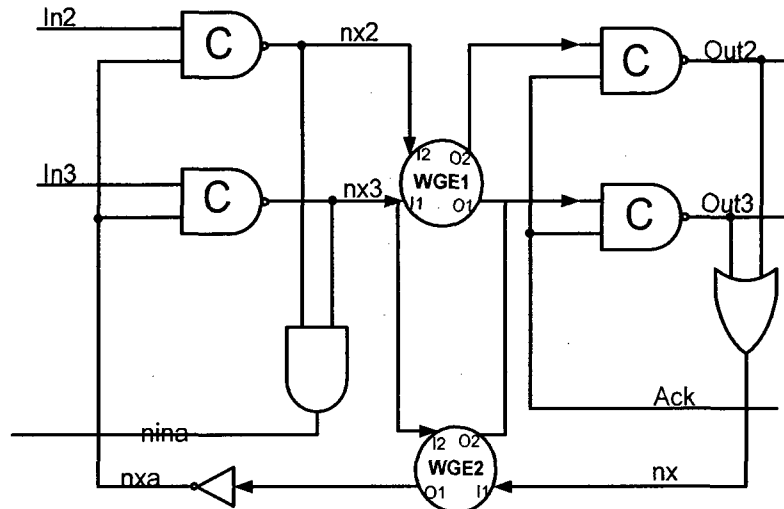 In2
C
nx2
C
Out2
I2
O2
WGE1
In3
C
nx3
I1
O1
C
Out3
Ack
nina
I2
O2
WGE2
nxa
O1
I1
nx